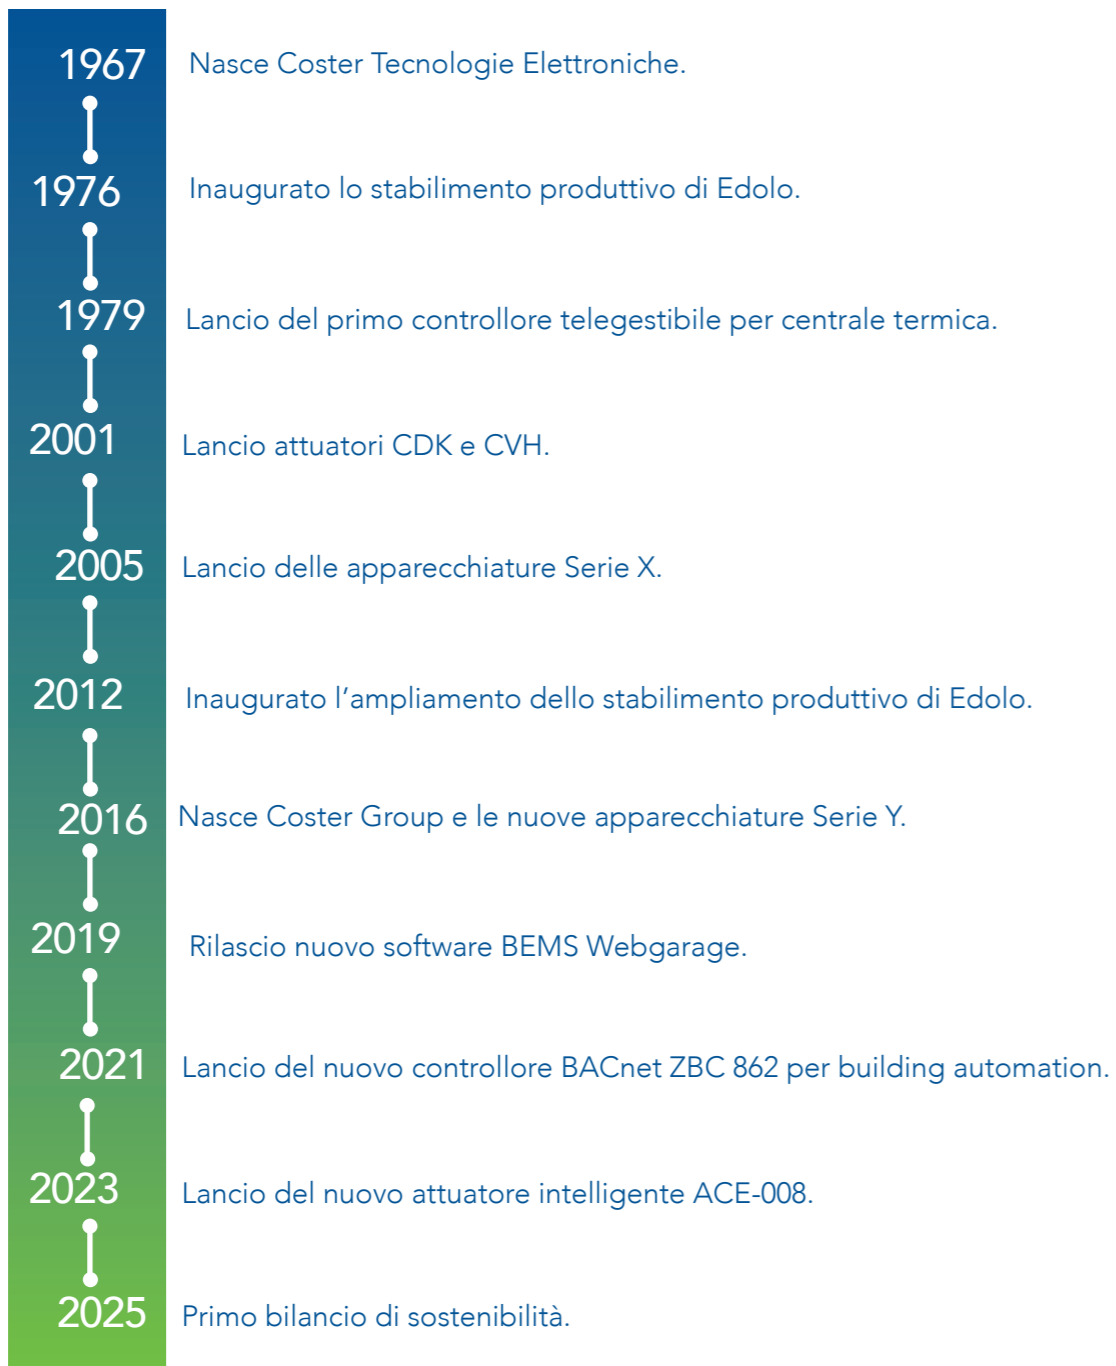 1967 Nasce Coster Tecnologie Elettroniche.
1976 Inaugurato lo stabilimento produttivo di Edolo.
1979 Lancio del primo controllore telegestibile per centrale termica.
2001 Lancio attuatori CDK e CVH.
2005 Lancio delle apparecchiature Serie X.
2012 Inaugurato l’ampliamento dello stabilimento produttivo di Edolo.
2016 Nasce Coster Group e le nuove apparecchiature Serie Y.
2019 Rilascio nuovo software BEMS Webgarage.
2021 Lancio del nuovo controllore BACnet ZBC 862 per building automation.
2023 Lancio del nuovo attuatore intelligente ACE-008.
2025 Primo bilancio di sostenibilità.